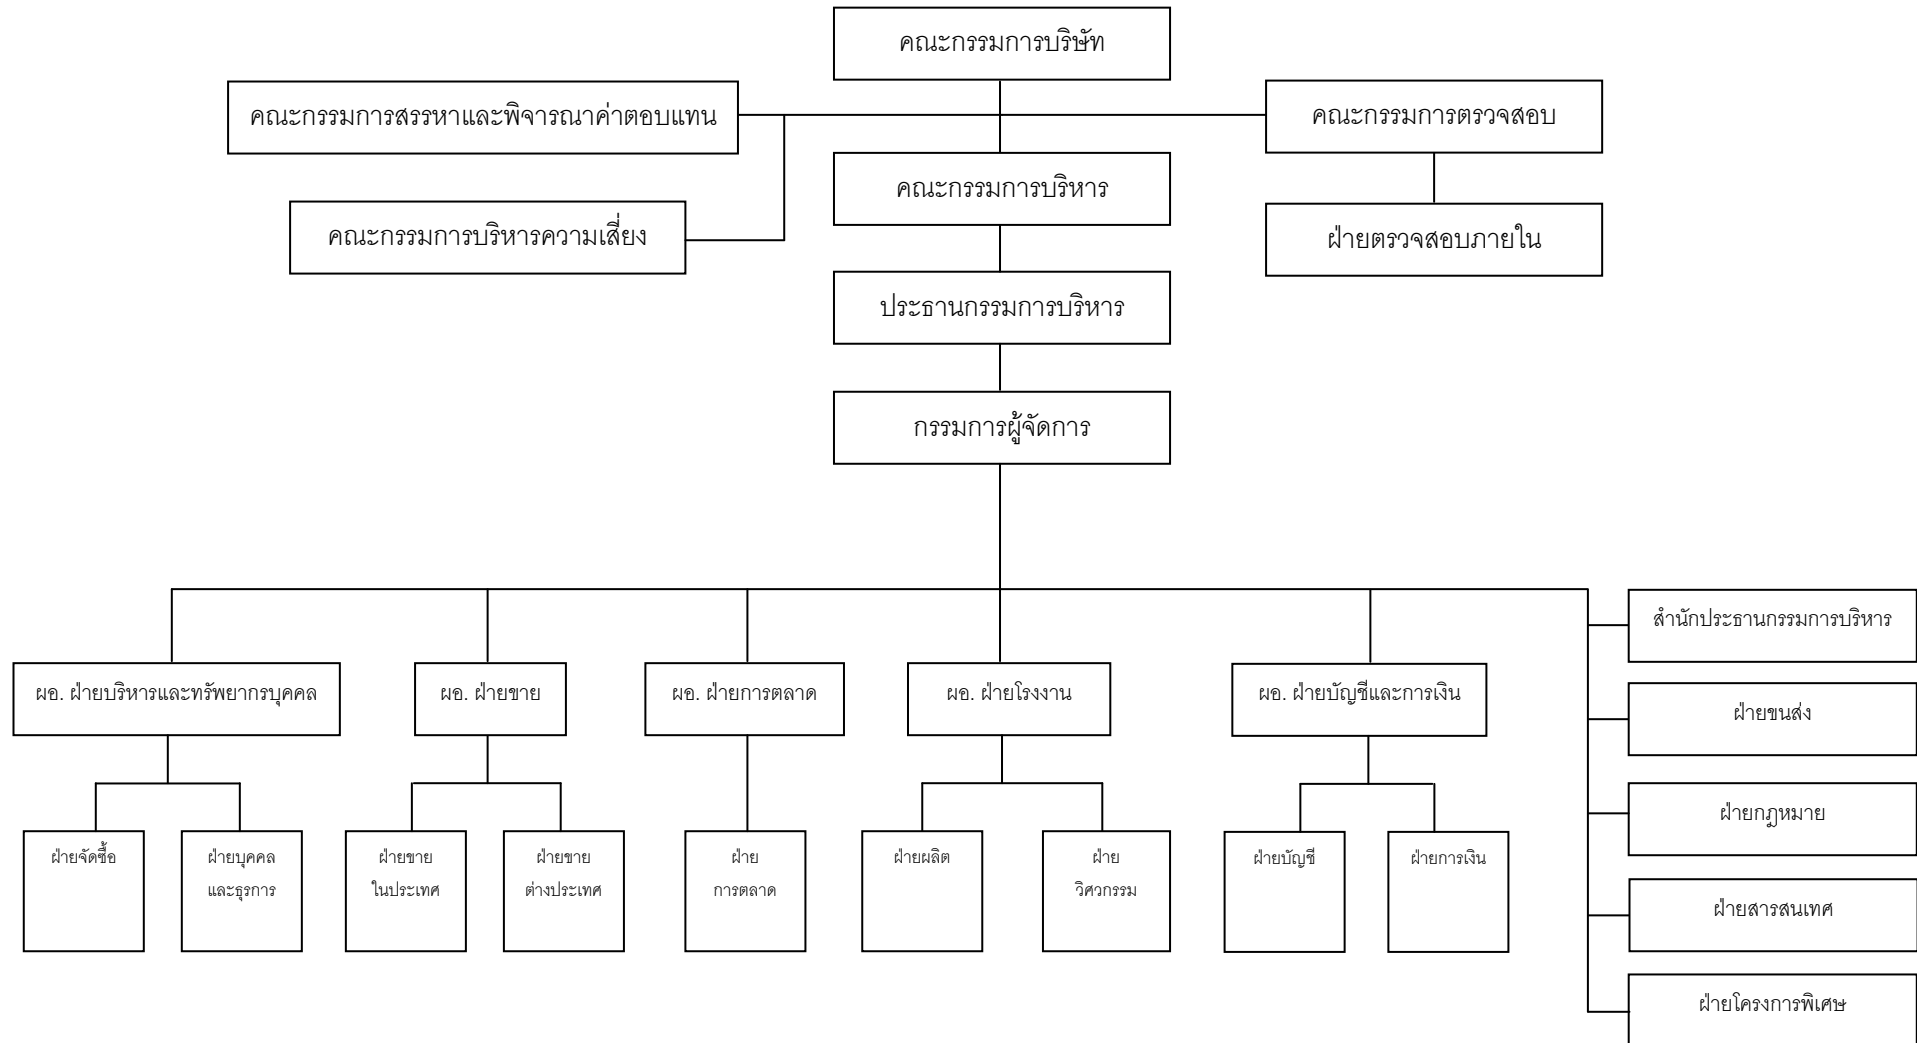 คณะกรรมการบริษัท
คณะกรรมการสรรหาและพิจารณาค่าตอบแทน
คณะกรรมการตรวจสอบ
คณะกรรมการบริหาร
คณะกรรมการบริหารความเสี่ยง
ฝ่ายตรวจสอบภายใน
ประธานกรรมการบริหาร
กรรมการผู้จัดการ
สำนักประธานกรรมการบริหาร
ผอ. ฝ่ายบริหารและทรัพยากรบุคคล
ผอ. ฝ่ายขาย
ผอ. ฝ่ายการตลาด
ผอ. ฝ่ายโรงงาน
ผอ. ฝ่ายบัญชีและการเงิน
ฝ่ายขนส่ง
ฝ่ายกฎหมาย
ฝ่ายจัดซื้อ
ฝ่ายบุคคล
และธุรการ
ฝ่ายขาย
ในประเทศ
ฝ่ายขาย
ต่างประเทศ
ฝ่าย
การตลาด
ฝ่ายผลิต
ฝ่าย
วิศวกรรม
ฝ่ายบัญชี
ฝ่ายการเงิน
ฝ่ายสารสนเทศ
ฝ่ายโครงการพิเศษ